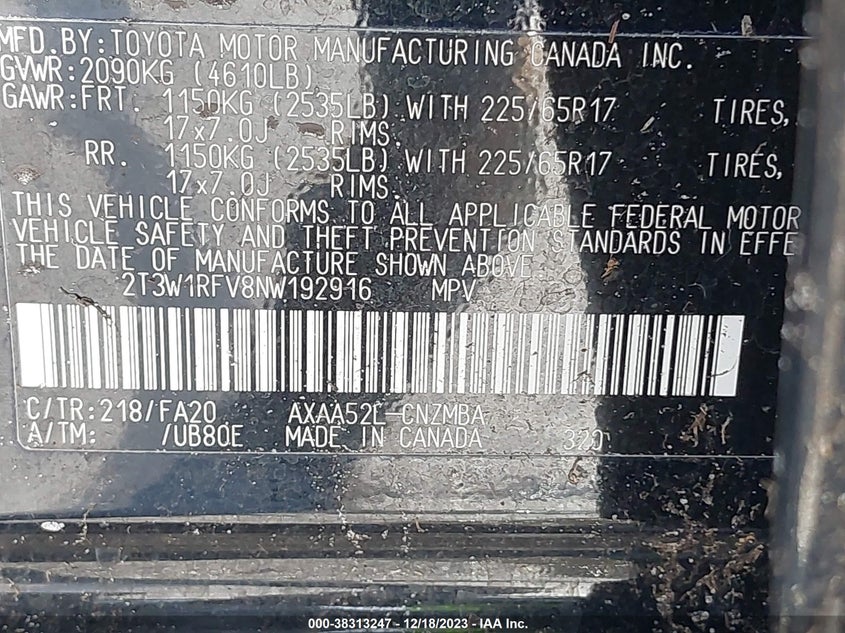 MFD.BY:TOYOTA MOTOR MANUFACTURING CANADA INC.
GVWR:2090KG (4610LB)
GAWR:FRT. 1150KG (2535LB) WITH 225/65R17 TIRES,
17x7.0J RIMS.
RR. 1150KG (2535LB) WITH 225/65R17 TIRES,
17x7.0J RIMS.
THIS VEHICLE CONFORMS TO ALL APPLICABLE FEDERAL MOTOR
VEHICLE SAFETY AND THEFT PREVENTION STANDARDS IN EFFE
THE DATE OF MANUFACTURE SHOWN ABOVE.
2T3W1RFV8NW192916 MPV
C/TR:218/FA20 AXAA52L-CNZMBA
A/TM: /UB80E MADE IN CANADA 320
000-38313247 - 12/18/2023 - IAA Inc.